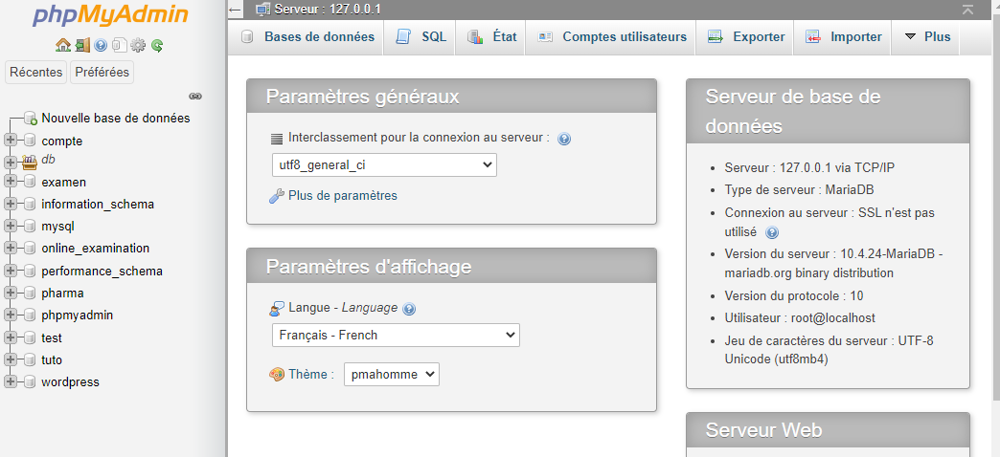 phpMyAdmin
Récentes
Préférées
Nouvelle base de données
compte
db
examen
information_schema
mysql
online_examination
performance_schema
pharma
phpmyadmin
test
tuto
wordpress
Serveur : 127.0.0.1
Bases de données
SQL
État
Comptes utilisateurs
Exporter
Importer
Plus
Paramètres généraux
Interclassement pour la connexion au serveur :
utf8_general_ci
Plus de paramètres
Paramètres d'affichage
Langue - Language
Français - French
Thème :
pmahomme
Serveur de base de
données
Serveur : 127.0.0.1 via TCP/IP
Type de serveur : MariaDB
Connexion au serveur : SSL n'est pas
utilisé
Version du serveur : 10.4.24-MariaDB -
mariadb.org binary distribution
Version du protocole : 10
Utilisateur : root@localhost
Jeu de caractères du serveur : UTF-8
Unicode (utf8mb4)
Serveur Web